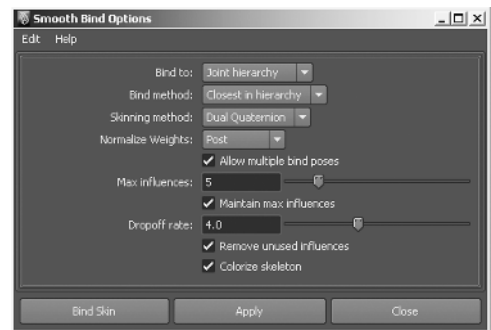 Smooth Bind Options
Edit Help
Bind to: Joint hierarchy
Bind method: Closest in hierarchy
Skinning method: Dual Quaternion
Normalize Weights: Post
Allow multiple bind poses
Max influences: 5
Maintain max influences
Dropoff rate: 4.0
Remove unused influences
Colorize skeleton
Bind Skin Apply Close